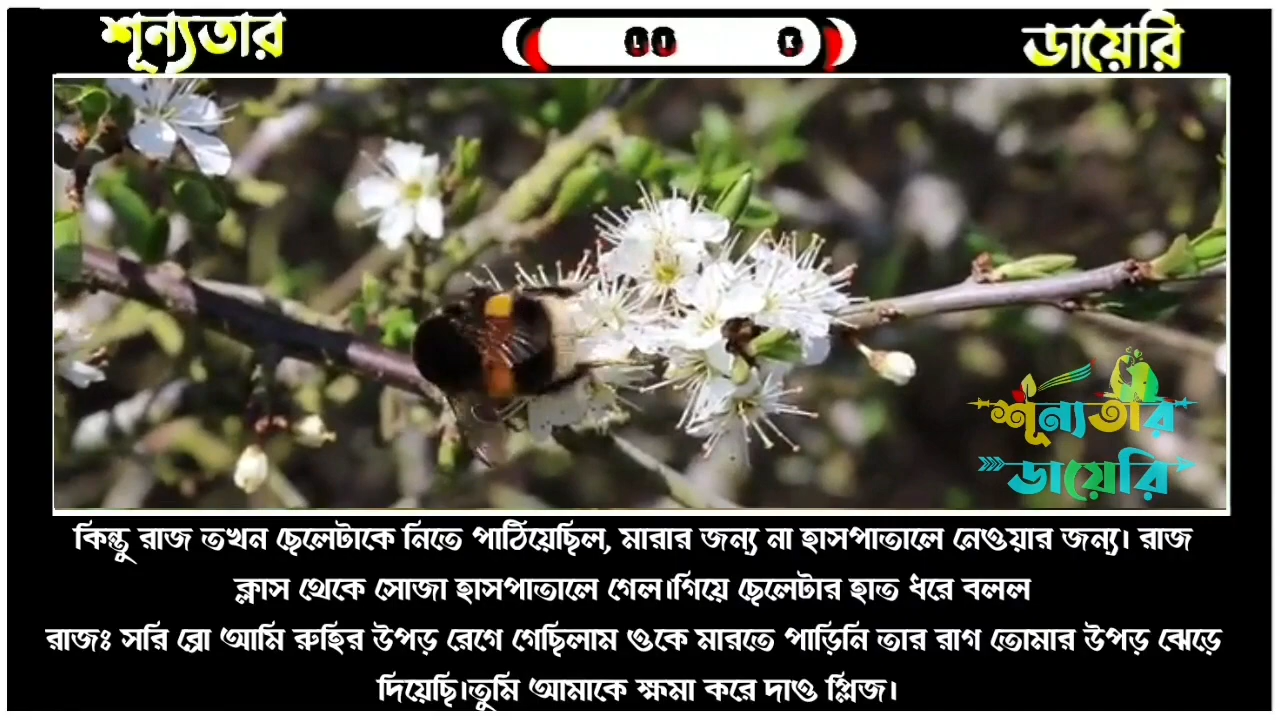 শূন্যতার
L I K
ডায়েরি
শূন্যতার
ডায়েরি
কিন্তু রাজ তখন ছেলেটাকে নিতে পাঠিয়েছিল, মারার জন্য না হাসপাতালে নেওয়ার জন্য। রাজ
ক্লাস থেকে সোজা হাসপাতালে গেল।গিয়ে ছেলেটার হাত ধরে বলল
রাজঃ সরি ব্রো আমি রুহির উপড় রেগে গেছিলাম ওকে মারতে পাড়িনি তার রাগ তোমার উপড় ঝেড়ে
দিয়েছি।তুমি আমাকে ক্ষমা করে দাও প্লিজ।